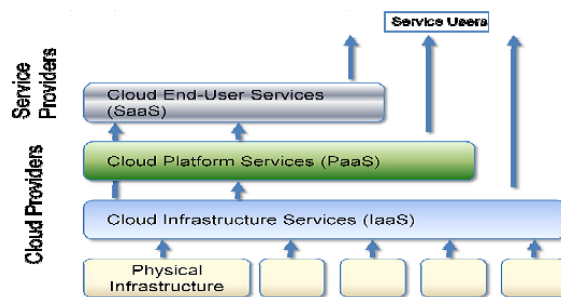 Service Users
Service
Providers
Cloud End-User Services
(SaaS)
Cloud Providers
Cloud Platform Services (PaaS)
Cloud Infrastructure Services (IaaS)
Physical
Infrastructure